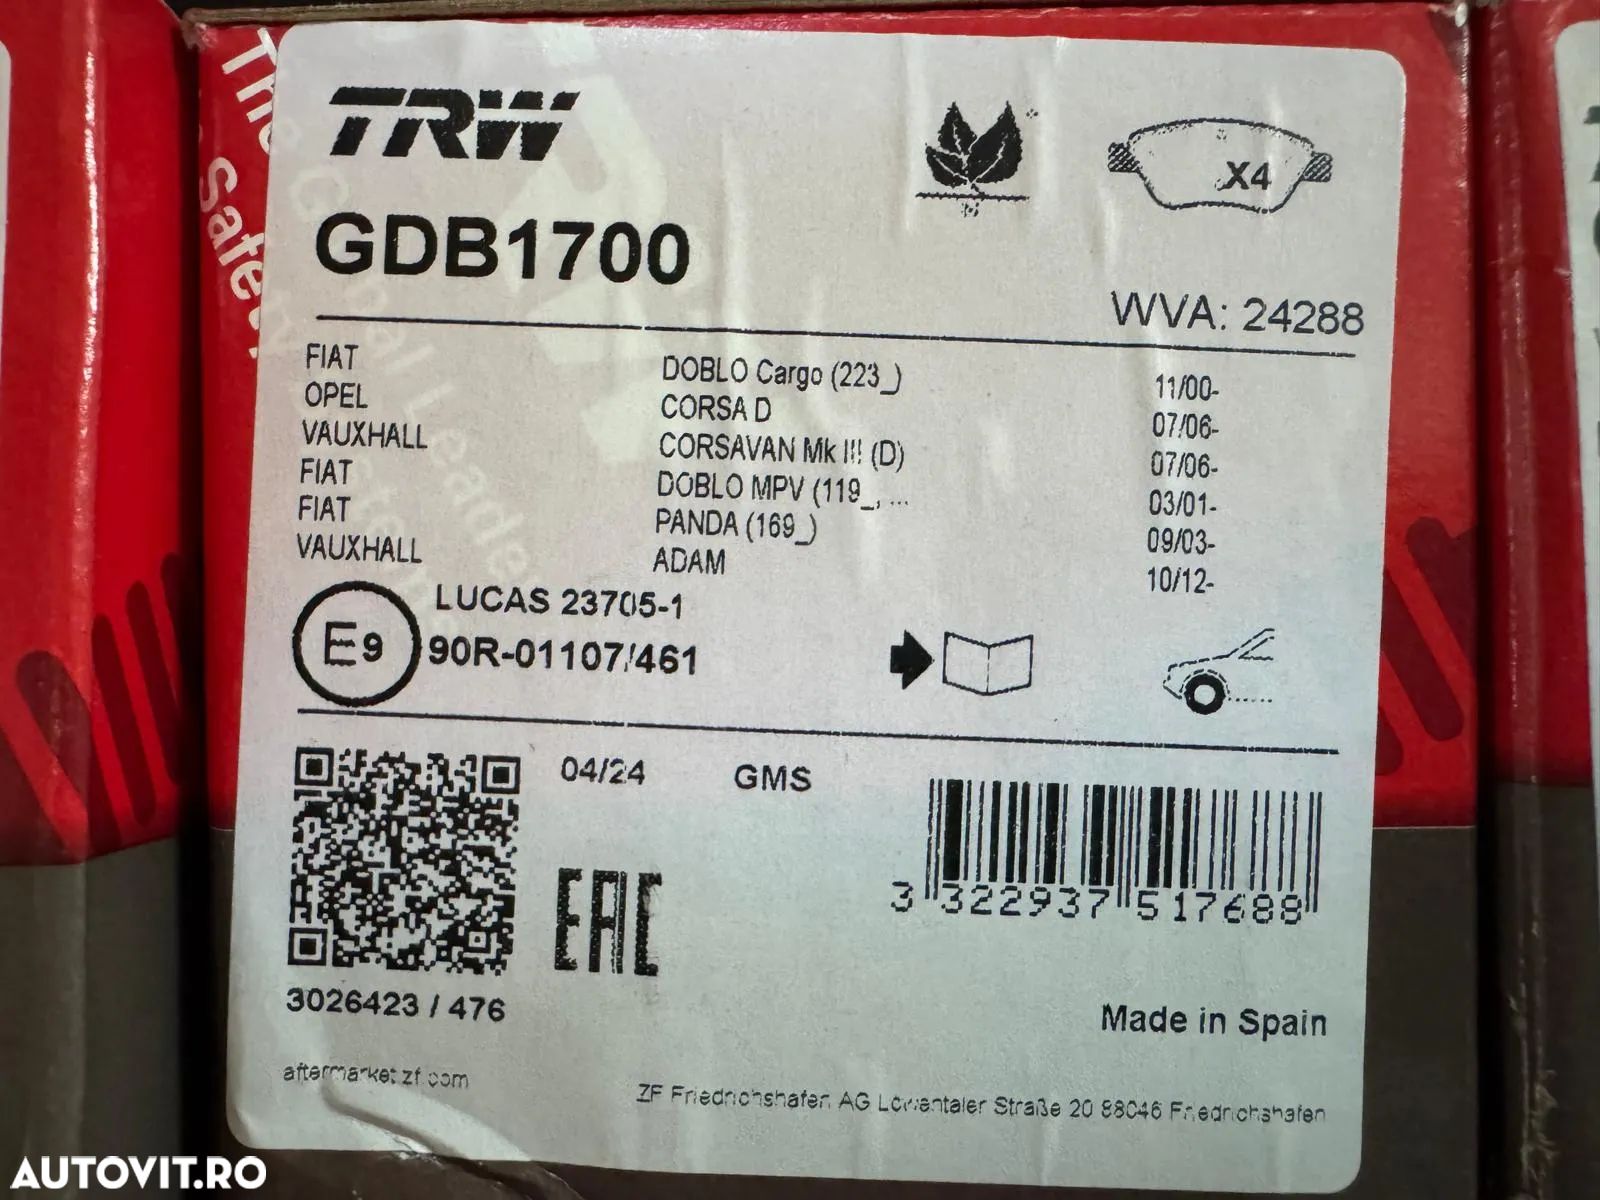 TRW
X4
GDB1700
WVA: 24288
FIAT DOBLO Cargo (223_) 11/00-
OPEL CORSA D 07/06-
VAUXHALL CORSAVAN Mk III (D) 07/06-
FIAT DOBLO MPV (119_, ... 03/01-
FIAT PANDA (169_) 09/03-
VAUXHALL ADAM 10/12-
LUCAS 23705-1
E9 90R-01107/461
04/24 GMS
EAC
3 322937 517688
3026423 / 476
Made in Spain
aftermarket.zf.com
ZF Friedrichshafen AG Löwentaler Straße 20 88046 Friedrichshafen
AUTOVIT.RO